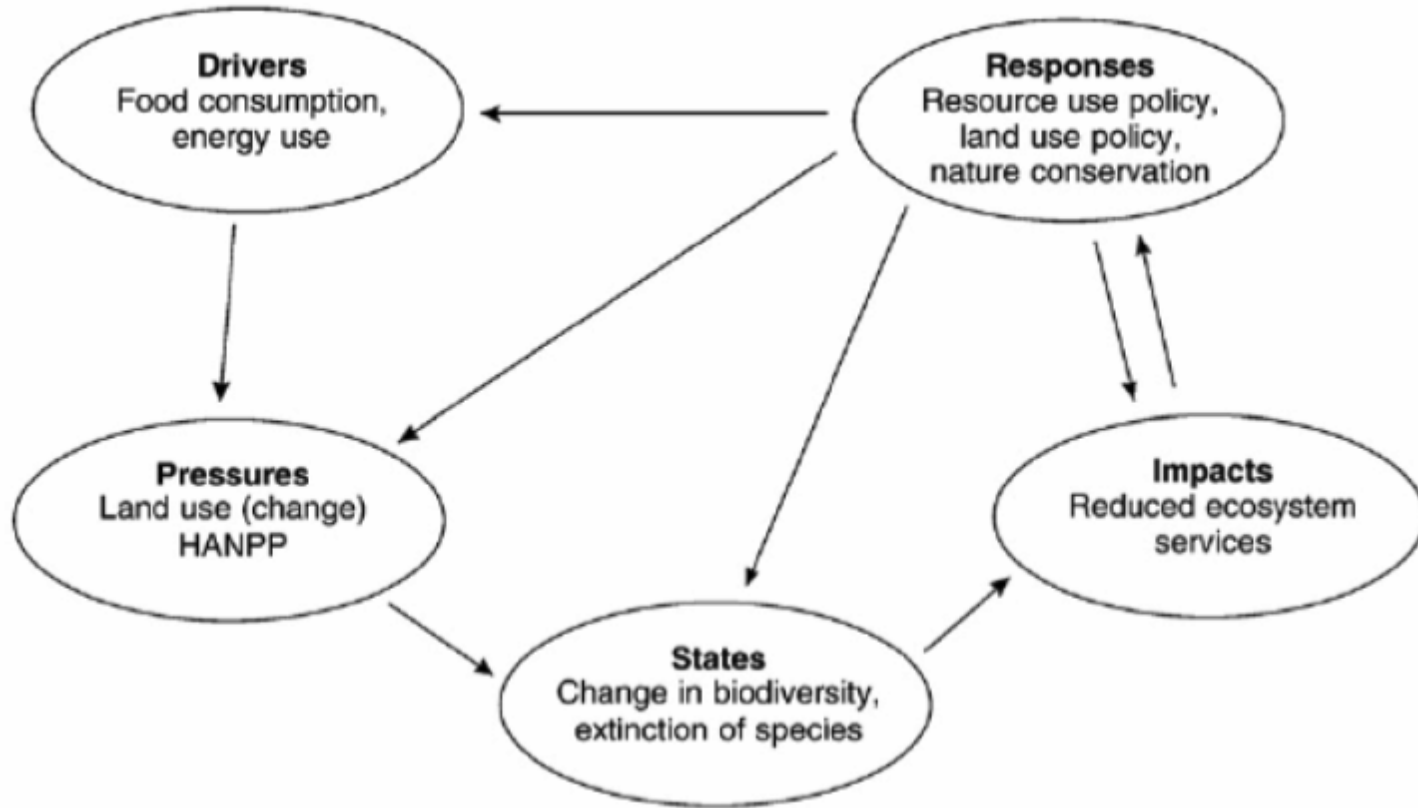 Drivers
Food consumption,
energy use
Responses
Resource use policy,
land use policy,
nature conservation
Pressures
Land use (change)
HANPP
Impacts
Reduced ecosystem
services
States
Change in biodiversity,
extinction of species